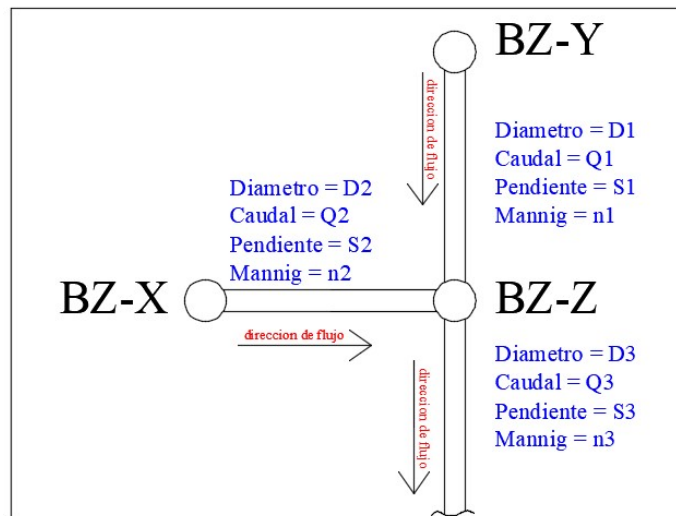 BZ-Y
direccion de flujo
Diametro = D1
Caudal = Q1
Pendiente = S1
Mannig = n1
Diametro = D2
Caudal = Q2
Pendiente = S2
Mannig = n2
BZ-X
BZ-Z
direccion de flujo
direccion de flujo
Diametro = D3
Caudal = Q3
Pendiente = S3
Mannig = n3